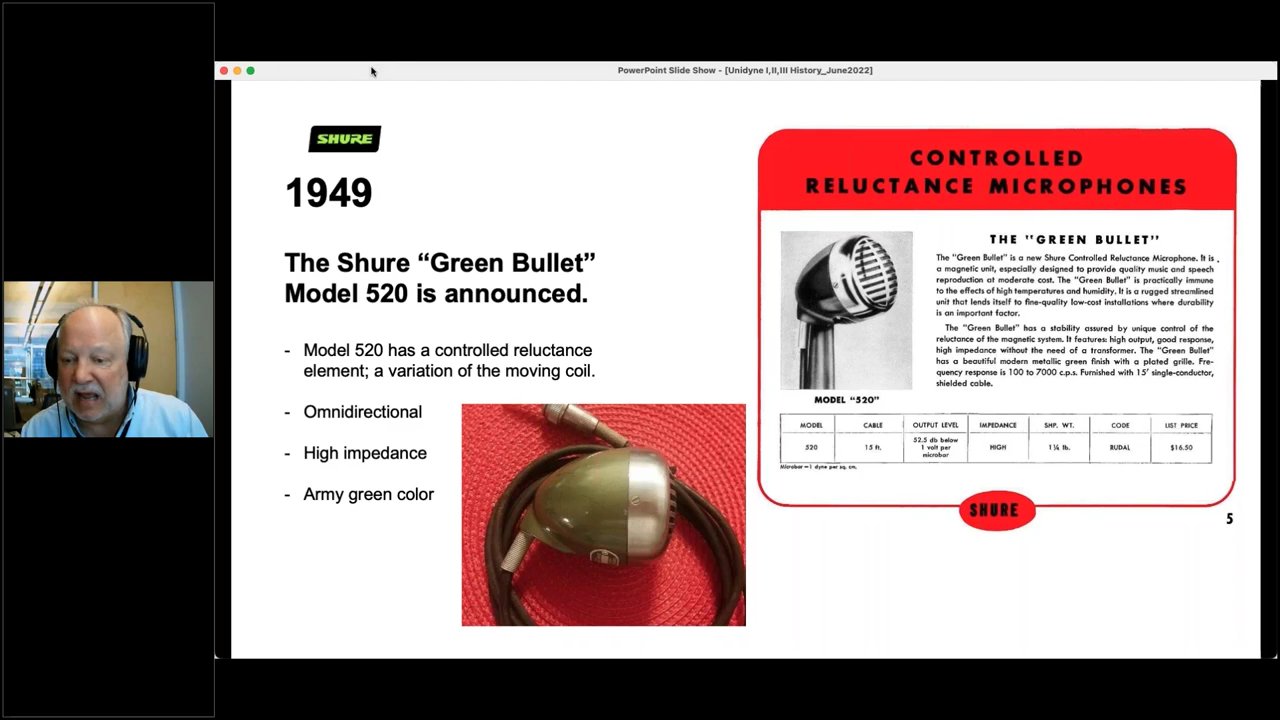 PowerPoint Slide Show - [Unidyne I,II,III History_June2022]
SHURE
1949
The Shure “Green Bullet”
Model 520 is announced.
- Model 520 has a controlled reluctance
element; a variation of the moving coil.
- Omnidirectional
- High impedance
- Army green color
CONTROLLED
RELUCTANCE MICROPHONES
THE "GREEN BULLET"
The "Green Bullet" is a new Shure Controlled Reluctance Microphone. It is
a magnetic unit, especially designed to provide quality music and speech
reproduction at moderate cost. The "Green Bullet" is practically immune
to the effects of high temperatures and humidity. It is a rugged streamlined
unit that lends itself to fine-quality low-cost installations where durability
is an important factor.
The "Green Bullet" has a stability assured by unique control of the
reluctance of the magnetic system. It features: high output, good response,
high impedance without the need of a transformer. The "Green Bullet"
has a beautiful modern metallic green finish with a plated grille. Fre-
quency response is 100 to 7000 c.p.s. Furnished with 15' single-conductor,
shielded cable.
MODEL "520"
MODEL CABLE OUTPUT LEVEL IMPEDANCE SHP. WT. CODE LIST PRICE
520 15 ft. 52.5 db below 1 volt per microbar HIGH 1¼ lb. RUDAL $16.50
Microbar = 1 dyne per sq. cm.
SHURE
5